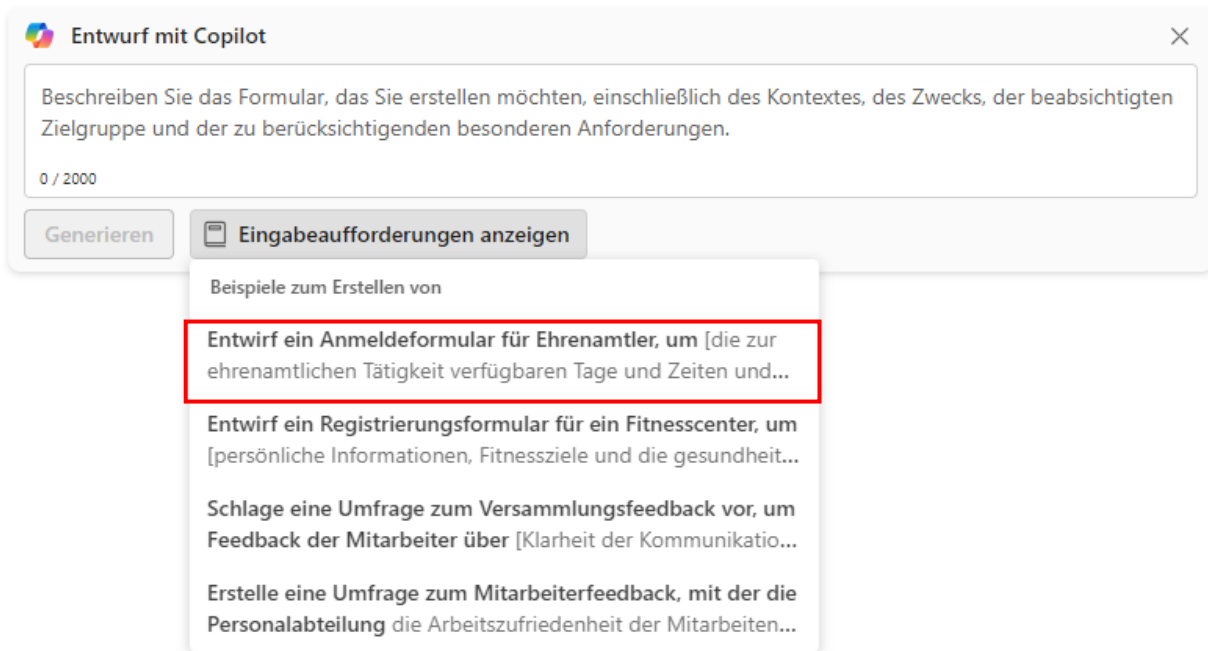 Entwurf mit Copilot
Beschreiben Sie das Formular, das Sie erstellen möchten, einschließlich des Kontextes, des Zwecks, der beabsichtigten
Zielgruppe und der zu berücksichtigenden besonderen Anforderungen.
0 / 2000
Generieren
Eingabeaufforderungen anzeigen
Beispiele zum Erstellen von
Entwirf ein Anmeldeformular für Ehrenamtler, um [die zur
ehrenamtlichen Tätigkeit verfügbaren Tage und Zeiten und...
Entwirf ein Registrierungsformular für ein Fitnesscenter, um
[persönliche Informationen, Fitnessziele und die gesundheit...
Schlage eine Umfrage zum Versammlungsfeedback vor, um
Feedback der Mitarbeiter über [Klarheit der Kommunikatio...
Erstelle eine Umfrage zum Mitarbeiterfeedback, mit der die
Personalabteilung die Arbeitszufriedenheit der Mitarbeiten...